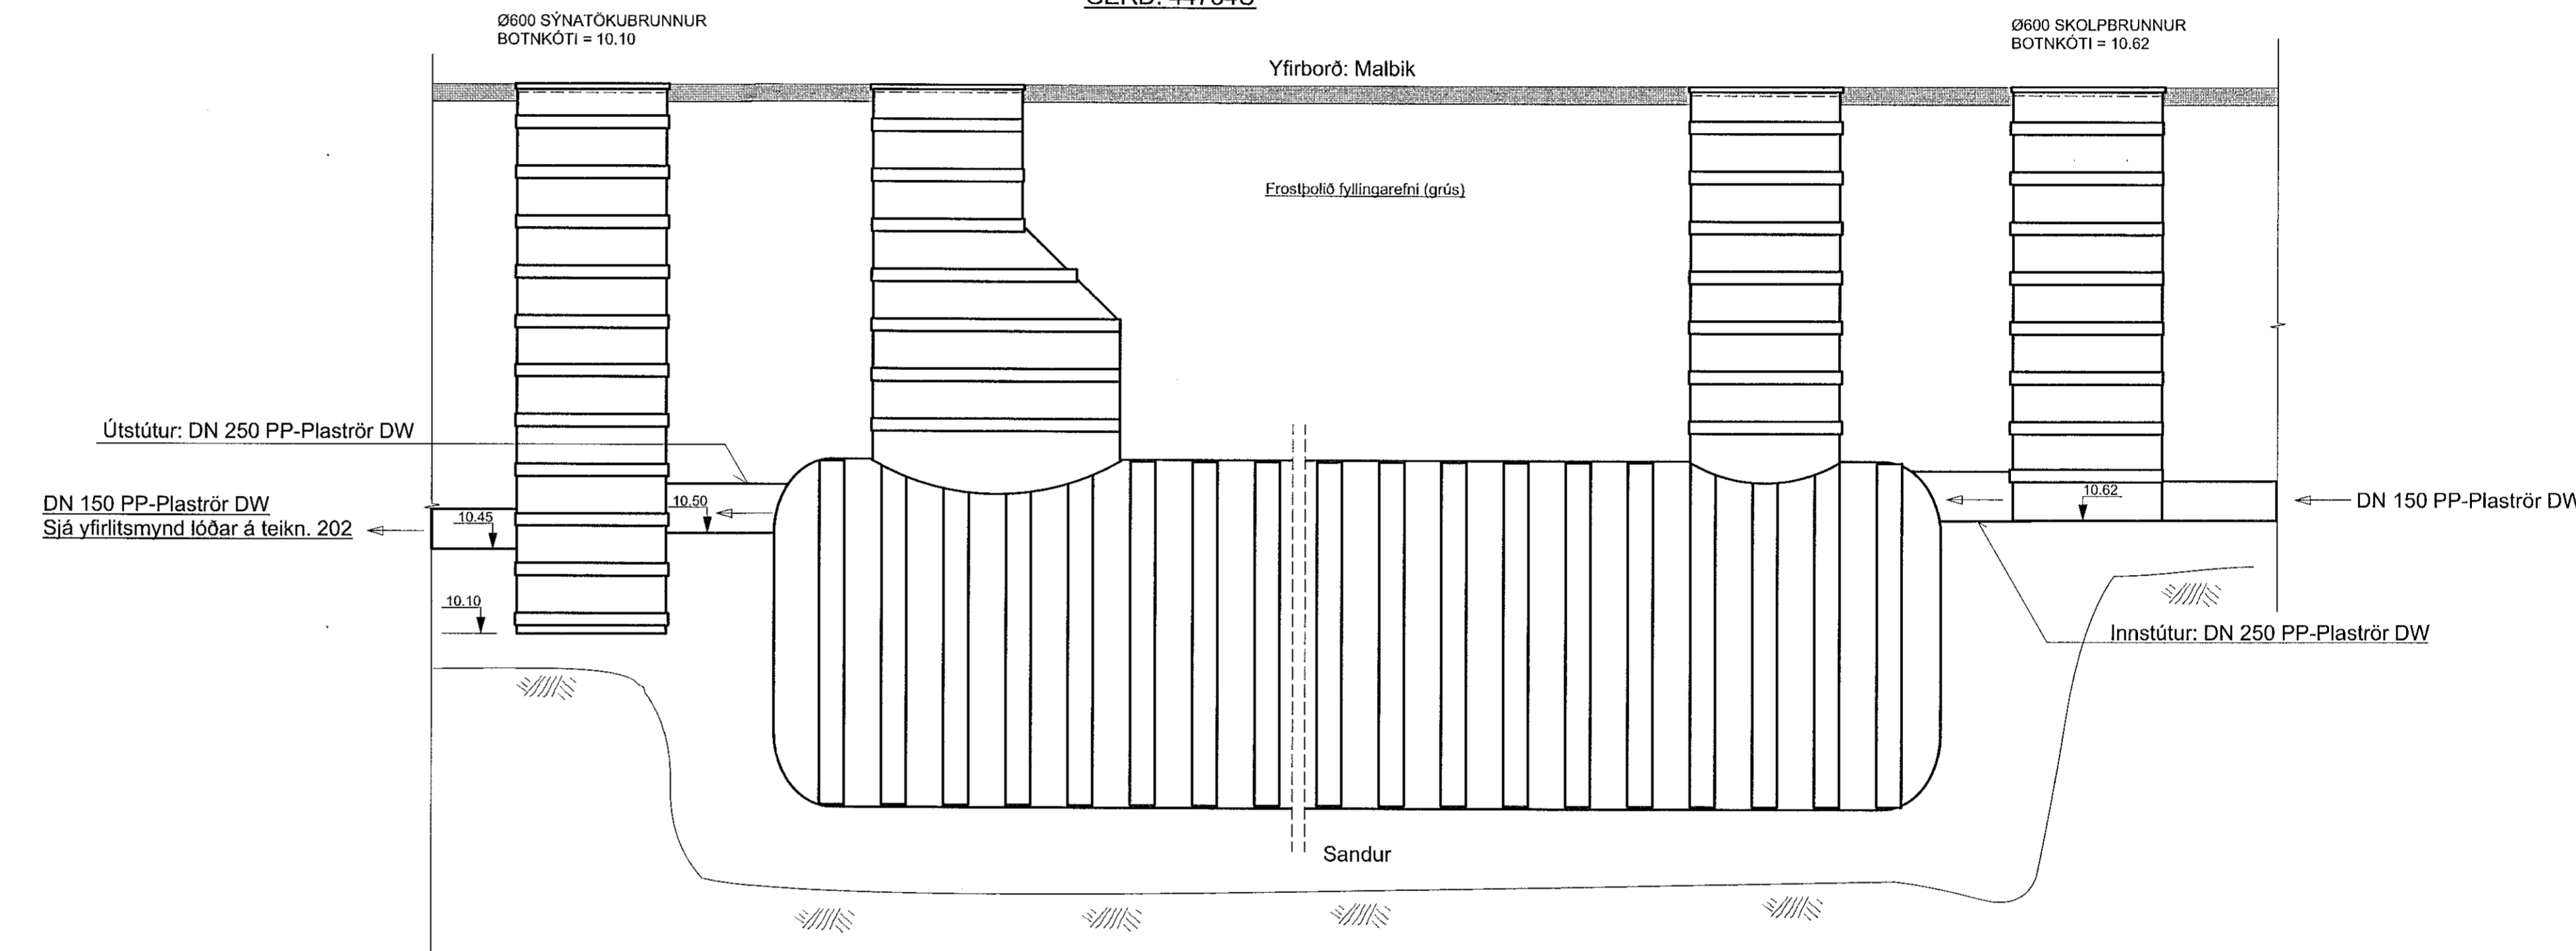 Ø600 SÝNATÖKUBRUNNUR
BOTNKÓTI = 10.10
Ø600 SKOLPBRUNNUR
BOTNKÓTI = 10.62
Yfirborð: Malbik
Frostþolið fyllingarefni (grús)
Útstútur: DN 250 PP-Plaströr DW
DN 150 PP-Plaströr DW
Sjá yfirlitsmynd lóðar á teikn. 202
10.45
10.50
10.10
10.62
DN 150 PP-Plaströr DW
Innstútur: DN 250 PP-Plaströr DW
Sandur